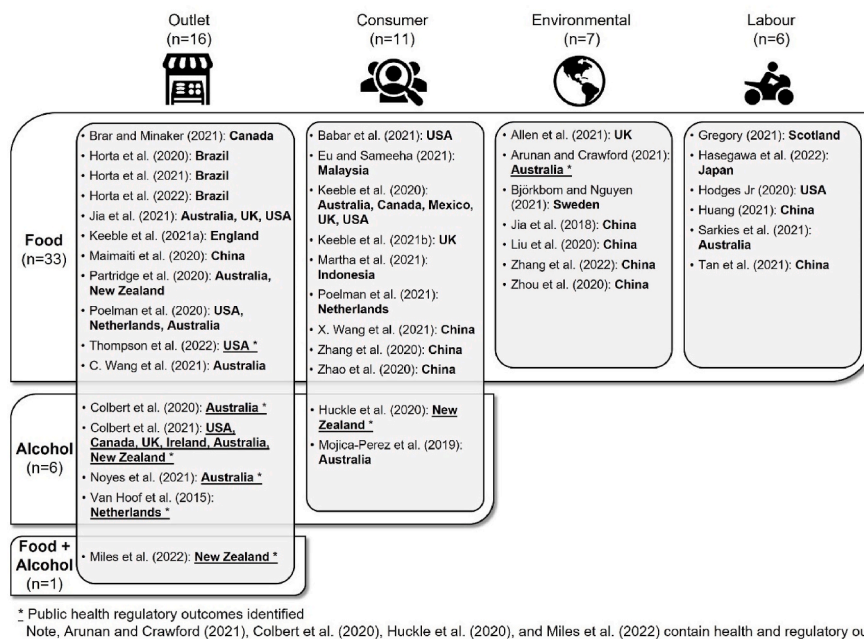 Outlet
(n=16)
Consumer
(n=11)
Environmental
(n=7)
Labour
(n=6)
Food
(n=33)
• Brar and Minaker (2021): Canada
• Horta et al. (2020): Brazil
• Horta et al. (2021): Brazil
• Horta et al. (2022): Brazil
• Jia et al. (2021): Australia, UK, USA
• Keeble et al. (2021a): England
• Maimaiti et al. (2020): China
• Partridge et al. (2020): Australia,
New Zealand
• Poelman et al. (2020): USA,
Netherlands, Australia
• Thompson et al. (2022): USA *
• C. Wang et al. (2021): Australia
• Babar et al. (2021): USA
• Eu and Sameeha (2021):
Malaysia
• Keeble et al. (2020):
Australia, Canada, Mexico,
UK, USA
• Keeble et al. (2021b): UK
• Martha et al. (2021):
Indonesia
• Poelman et al. (2021):
Netherlands
• X. Wang et al. (2021): China
• Zhang et al. (2020): China
• Zhao et al. (2020): China
• Allen et al. (2021): UK
• Arunan and Crawford (2021):
Australia *
• Björkbom and Nguyen
(2021): Sweden
• Jia et al. (2018): China
• Liu et al. (2020): China
• Zhang et al. (2022): China
• Zhou et al. (2020): China
• Gregory (2021): Scotland
• Hasegawa et al. (2022):
Japan
• Hodges Jr (2020): USA
• Huang (2021): China
• Sarkies et al. (2021):
Australia
• Tan et al. (2021): China
Alcohol
(n=6)
• Colbert et al. (2020): Australia *
• Colbert et al. (2021): USA,
Canada, UK, Ireland, Australia,
New Zealand *
• Noyes et al. (2021): Australia *
• Van Hoof et al. (2015):
Netherlands *
• Huckle et al. (2020): New
Zealand *
• Mojica-Perez et al. (2019):
Australia
Food +
Alcohol
(n=1)
• Miles et al. (2022): New Zealand *
* Public health regulatory outcomes identified
Note, Arunan and Crawford (2021), Colbert et al. (2020), Huckle et al. (2020), and Miles et al. (2022) contain health and regulatory o